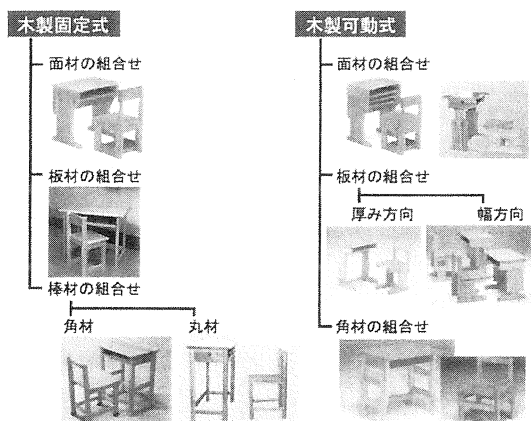 木製固定式
面材の組合せ
板材の組合せ
棒材の組合せ
角材
丸材
木製可動式
面材の組合せ
板材の組合せ
厚み方向
幅方向
角材の組合せ